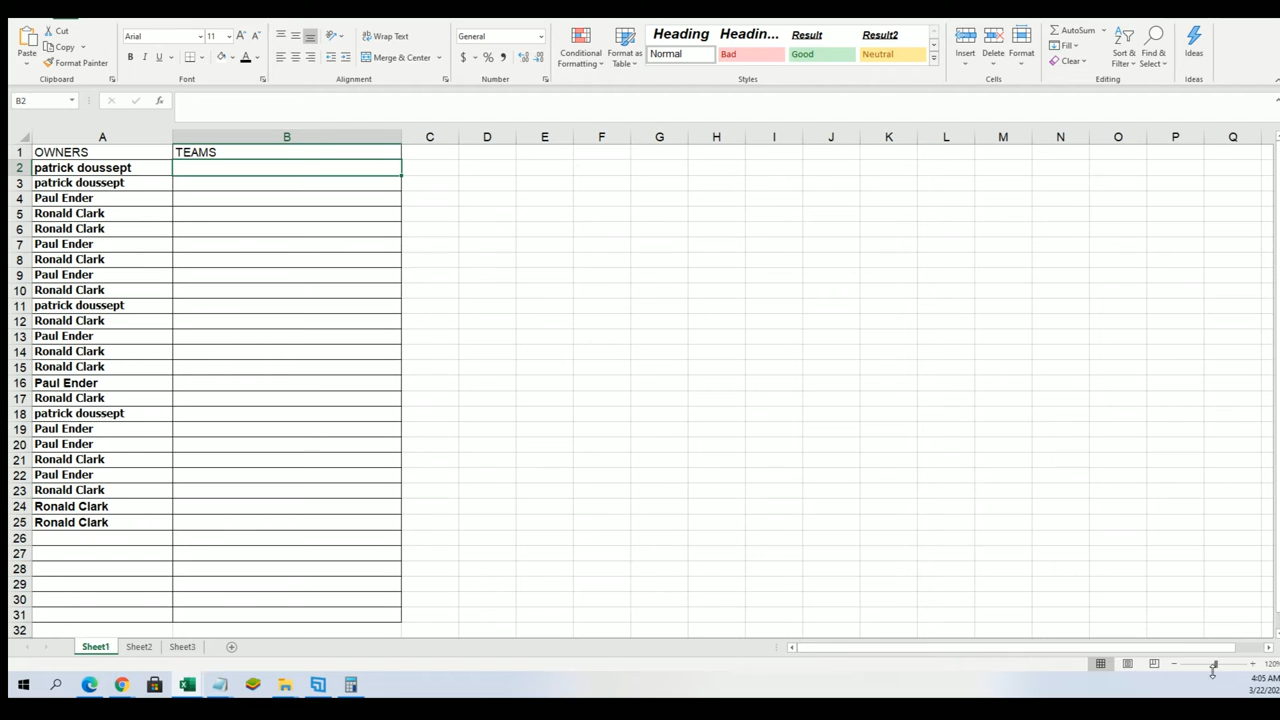 Cut
Copy
Format Painter
Paste
Clipboard
Arial 11
B I U
Font
Wrap Text
Merge & Center
Alignment
General
$ % ,
Number
Conditional Formatting
Format as Table
Heading Headin... Result Result2
Normal Bad Good Neutral
Styles
Insert Delete Format
Cells
AutoSum
Fill
Clear
Sort & Filter
Find & Select
Editing
Ideas
Ideas
B2
fx
A B C D E F G H I J K L M N O P Q
1 OWNERS TEAMS
2 patrick doussept
3 patrick doussept
4 Paul Ender
5 Ronald Clark
6 Ronald Clark
7 Paul Ender
8 Ronald Clark
9 Paul Ender
10 Ronald Clark
11 patrick doussept
12 Ronald Clark
13 Paul Ender
14 Ronald Clark
15 Ronald Clark
16 Paul Ender
17 Ronald Clark
18 patrick doussept
19 Paul Ender
20 Paul Ender
21 Ronald Clark
22 Paul Ender
23 Ronald Clark
24 Ronald Clark
25 Ronald Clark
26
27
28
29
30
31
32
Sheet1 Sheet2 Sheet3
120%
4:05 AM
3/22/202